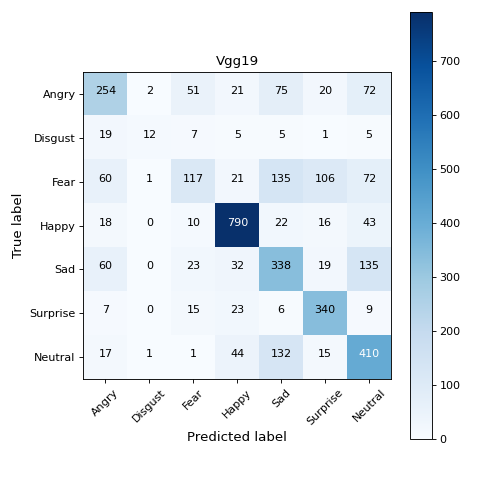 Vgg19
Angry 254 2 51 21 75 20 72
Disgust 19 12 7 5 5 1 5
Fear 60 1 117 21 135 106 72
Happy 18 0 10 790 22 16 43
Sad 60 0 23 32 338 19 135
Surprise 7 0 15 23 6 340 9
Neutral 17 1 1 44 132 15 410
Angry Disgust Fear Happy Sad Surprise Neutral
True label
Predicted label
700
600
500
400
300
200
100
0